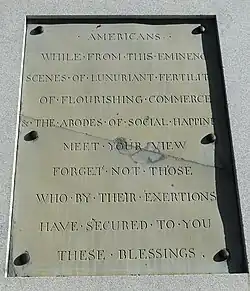 · AMERICANS ·
WHILE · FROM · THIS · EMINENC
SCENES · OF · LUXURIANT · FERTILIT
OF · FLOURISHING · COMMERCE
& · THE · ABODES · OF · SOCIAL · HAPPINE
MEET · YOUR · VIEW
FORGET · NOT · THOSE
WHO · BY · THEIR · EXERTIONS
HAVE · SECURED · TO · YOU
THESE · BLESSINGS ·